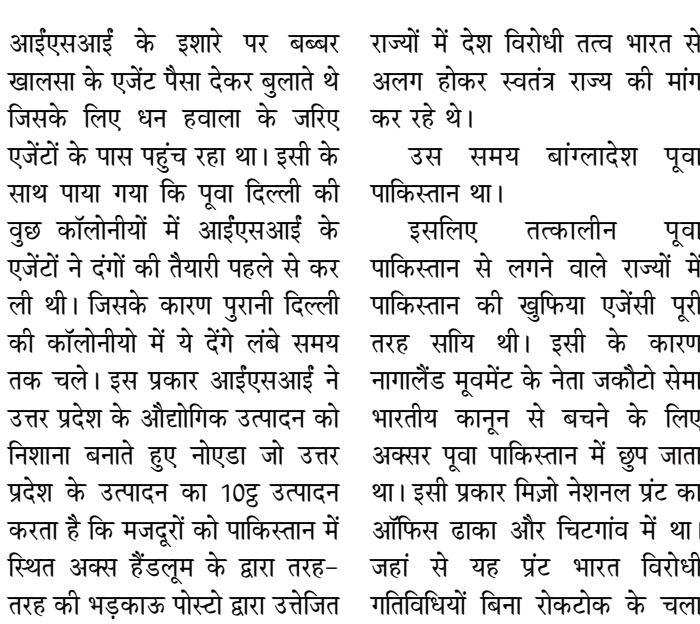 आईएसआई के इशारे पर बब्बर
खालसा के एजेंट पैसा देकर बुलाते थे
जिसके लिए धन हवाला के जरिए
एजेंटों के पास पहुंच रहा था। इसी के
साथ पाया गया कि पूवा दिल्ली की
वुछ कॉलोनीयों में आईएसआई के
एजेंटों ने दंगों की तैयारी पहले से कर
ली थी। जिसके कारण पुरानी दिल्ली
की कॉलोनीयो में ये देंगे लंबे समय
तक चले। इस प्रकार आईएसआई ने
उत्तर प्रदेश के औद्योगिक उत्पादन को
निशाना बनाते हुए नोएडा जो उत्तर
प्रदेश के उत्पादन का 10ट्ठ उत्पादन
करता है कि मजदूरों को पाकिस्तान में
स्थित अक्स हैंडलूम के द्वारा तरह–
तरह की भड़काऊ पोस्टो द्वारा उत्तेजित
राज्यों में देश विरोधी तत्व भारत से
अलग होकर स्वतंत्र राज्य की मांग
कर रहे थे।
उस समय बांग्लादेश पूवा
पाकिस्तान था।
इसलिए तत्कालीन पूवा
पाकिस्तान से लगने वाले राज्यों में
पाकिस्तान की खुफिया एजेंसी पूरी
तरह साियि थी। इसी के कारण
नागालैंड मूवमेंट के नेता जकौटो सेमा
भारतीय कानून से बचने के लिए
अक्सर पूवा पाकिस्तान में छुप जाता
था। इसी प्रकार मिज़ो नेशनल प्रंट का
ऑफिस ढाका और चिटगांव में था।
जहां से यह प्रंट भारत विरोधी
गतिविधियों बिना रोकटोक के चला